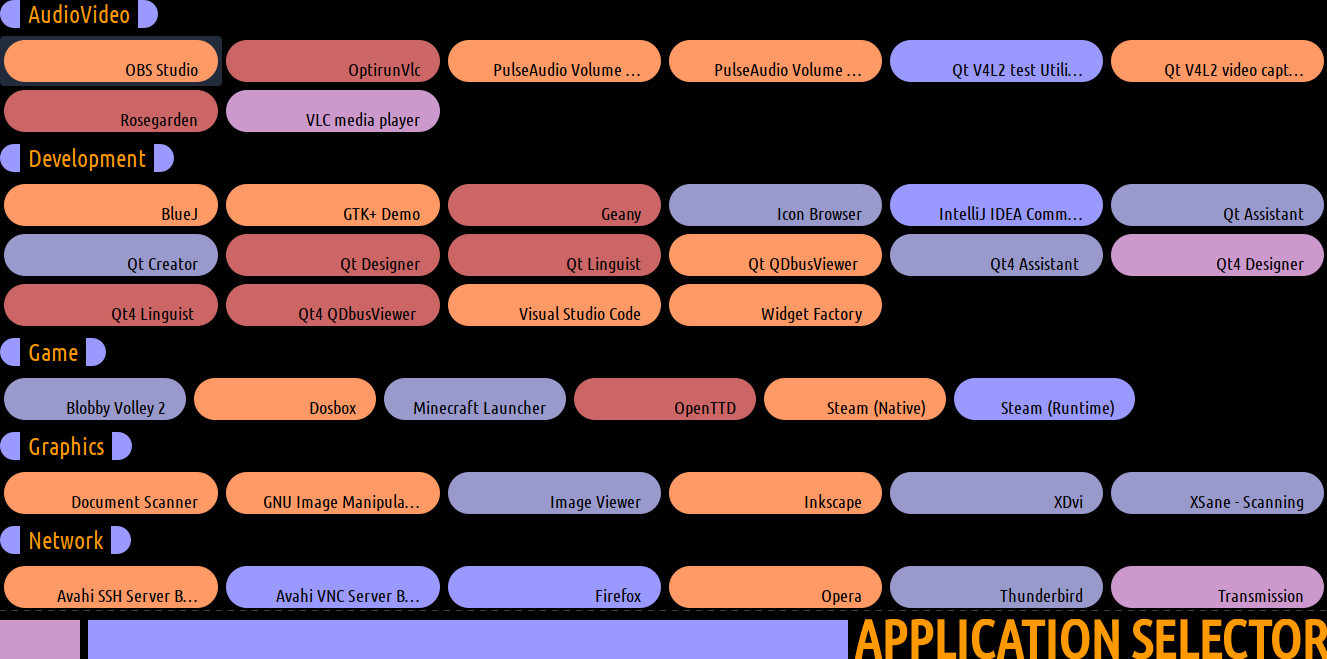 AudioVideo
OBS Studio OptirunVlc PulseAudio Volume ... PulseAudio Volume ... Qt V4L2 test Utili... Qt V4L2 video capt...
Rosegarden VLC media player
Development
BlueJ GTK+ Demo Geany Icon Browser IntelliJ IDEA Comm... Qt Assistant
Qt Creator Qt Designer Qt Linguist Qt QDbusViewer Qt4 Assistant Qt4 Designer
Qt4 Linguist Qt4 QDbusViewer Visual Studio Code Widget Factory
Game
Blobby Volley 2 Dosbox Minecraft Launcher OpenTTD Steam (Native) Steam (Runtime)
Graphics
Document Scanner GNU Image Manipula... Image Viewer Inkscape XDvi XSane - Scanning
Network
Avahi SSH Server B... Avahi VNC Server B... Firefox Opera Thunderbird Transmission
APPLICATION SELECTOR